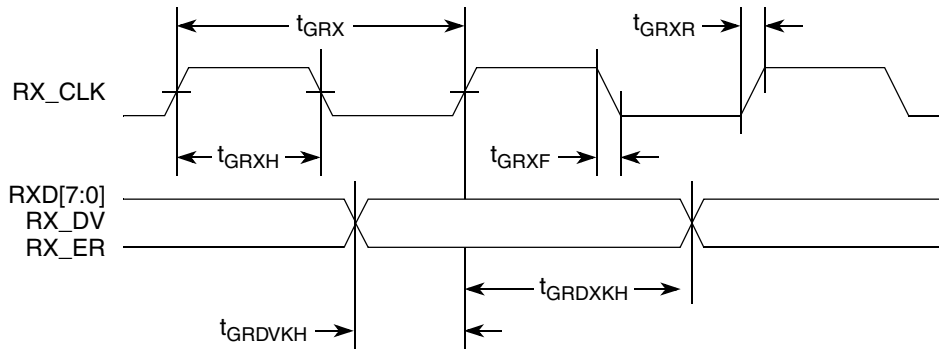 tGRX
tGRXR
RX_CLK
tGRXH
tGRXF
RXD[7:0]
RX_DV
RX_ER
tGRDXKH
tGRDVKH